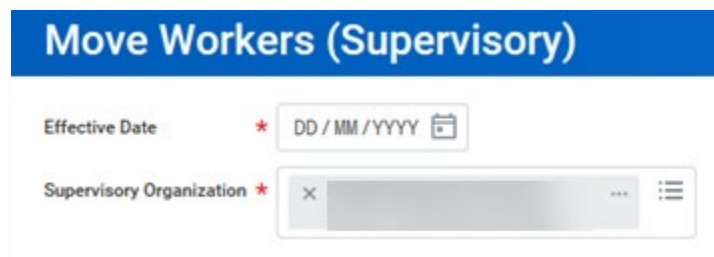 Move Workers (Supervisory)
Effective Date * DD / MM / YYYY
Supervisory Organization *